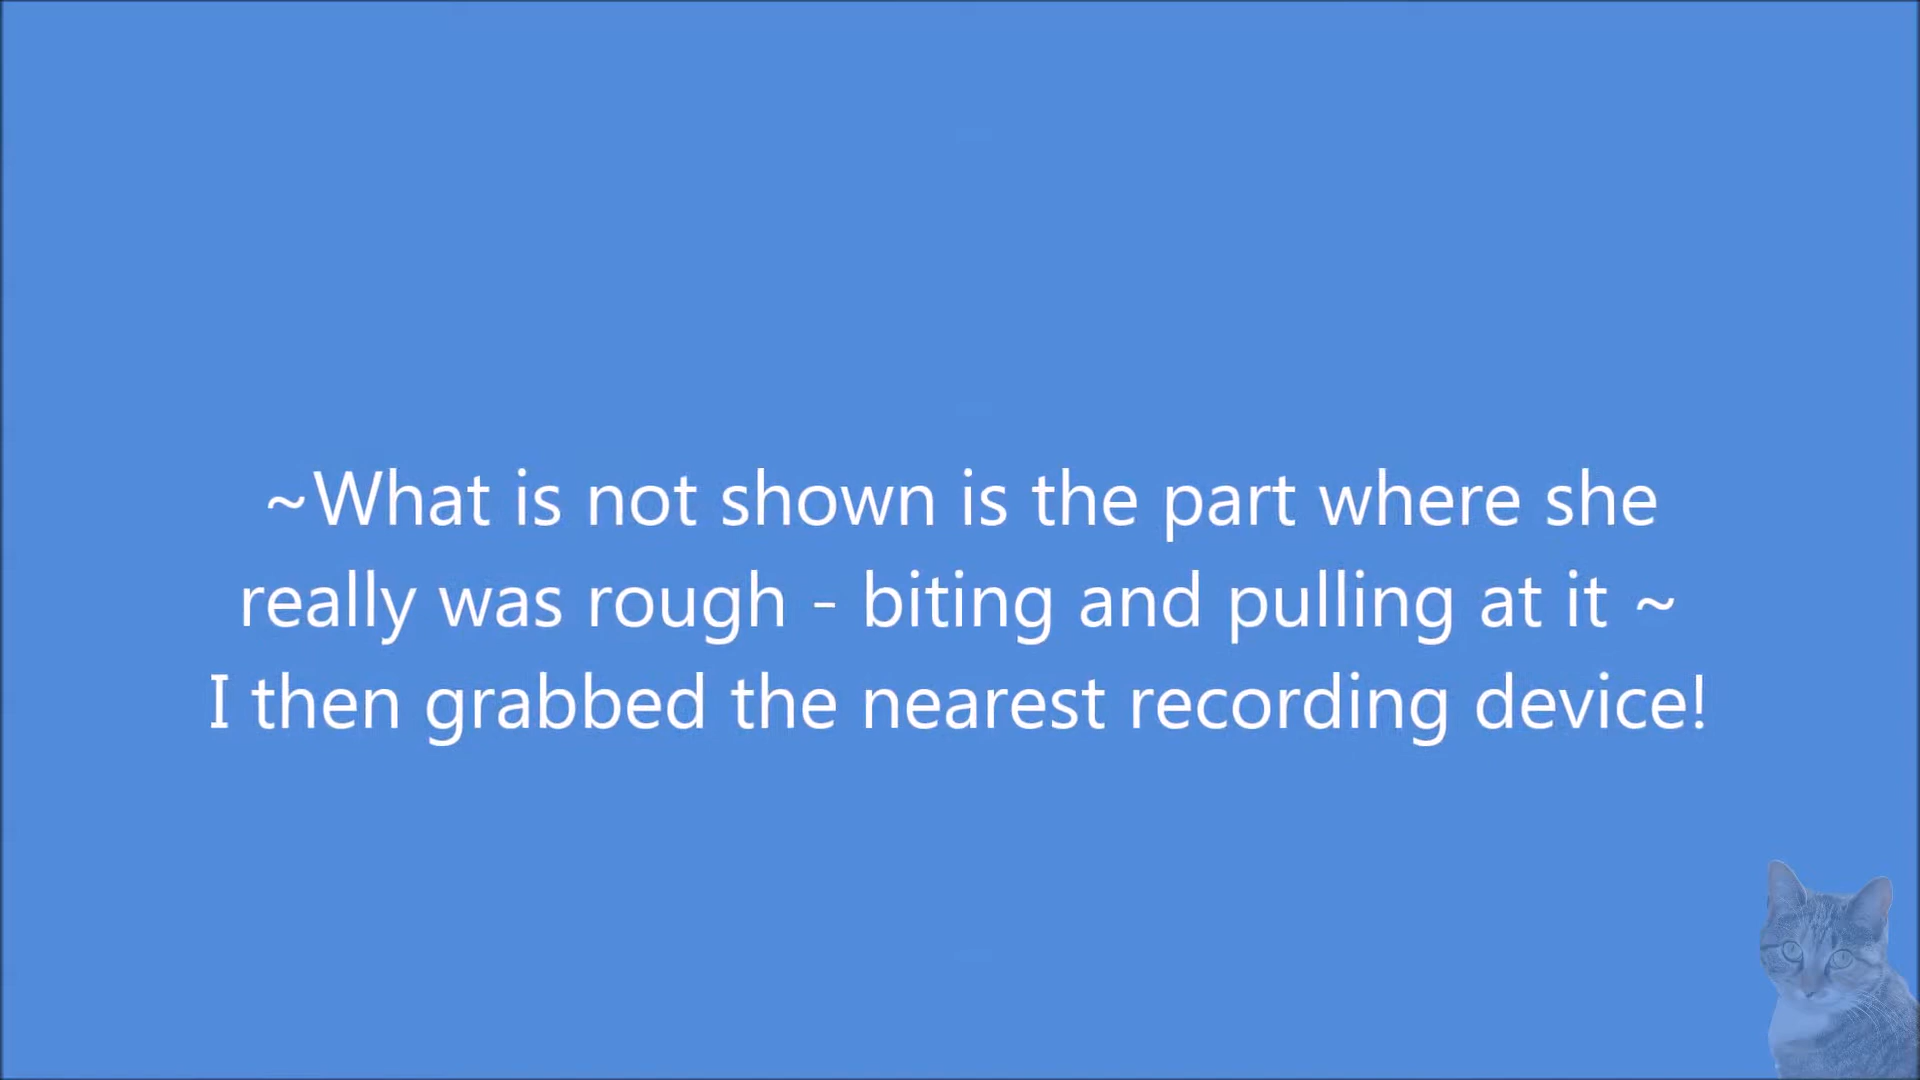 ~What is not shown is the part where she
really was rough - biting and pulling at it ~
I then grabbed the nearest recording device!